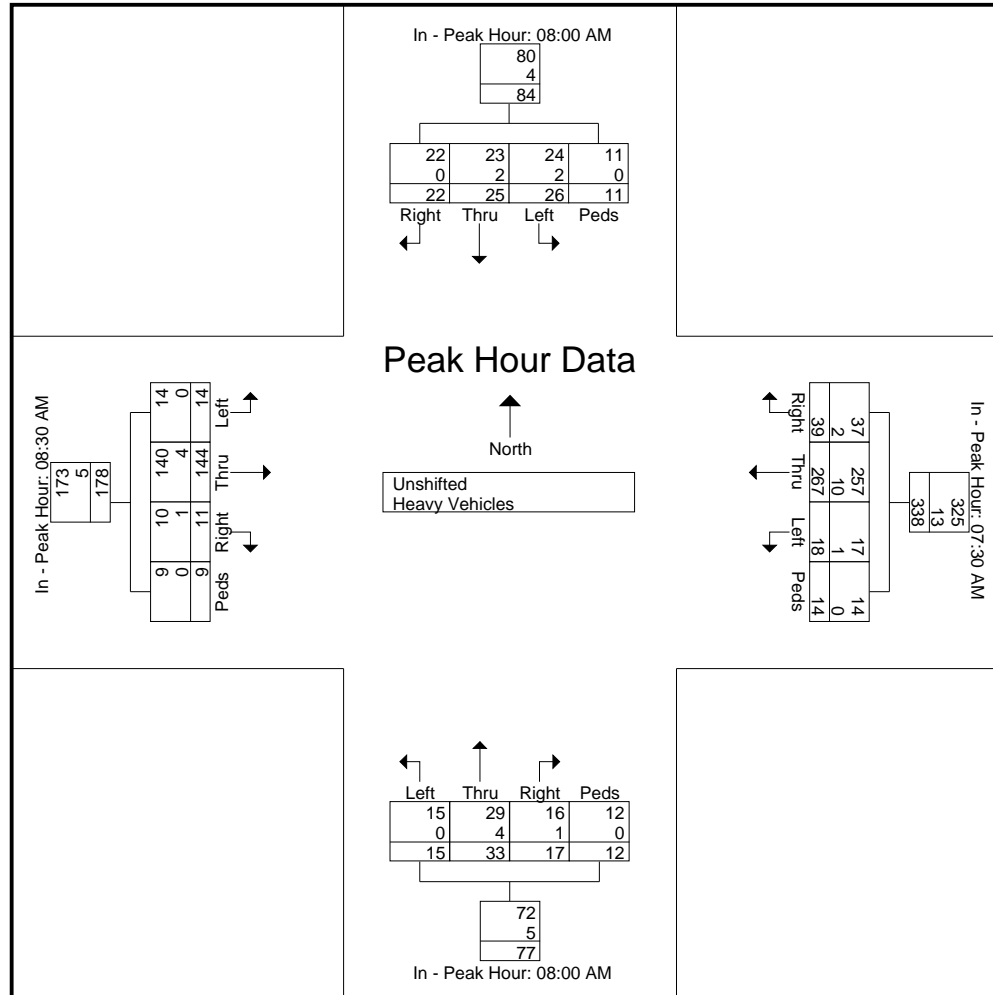 In - Peak Hour: 08:00 AM
80
4
84
22 23 24 11
0 2 2 0
22 25 26 11
Right Thru Left Peds
Peak Hour Data
North
Unshifted
Heavy Vehicles
In - Peak Hour: 08:30 AM
173
5
178
14 0 14 Left
140 4 144 Thru
10 1 11 Right
9 0 9 Peds
Right 39 2 37
Thru 267 10 257
Left 18 1 17
Peds 14 0 14
325
13
338
In - Peak Hour: 07:30 AM
Left Thru Right Peds
15 29 16 12
0 4 1 0
15 33 17 12
72
5
77
In - Peak Hour: 08:00 AM